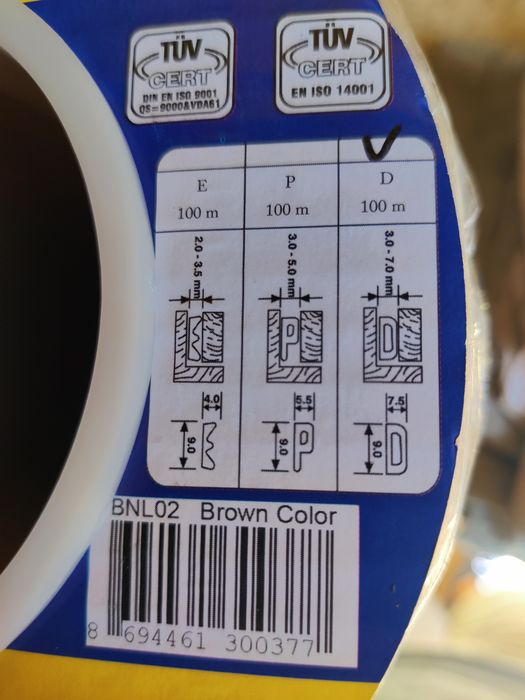 TÜV
CERT
DIN EN ISO 9001
QS-9000&VDA6.1
TÜV
CERT
EN ISO 14001
E P D
100 m 100 m 100 m
2.0 - 3.5 mm 3.0 - 5.0 mm 3.0 - 7.0 mm
P D
4.0 5.5 7.5
9.0 9.0 9.0
P D
BNL02 Brown Color
8 694461 300377